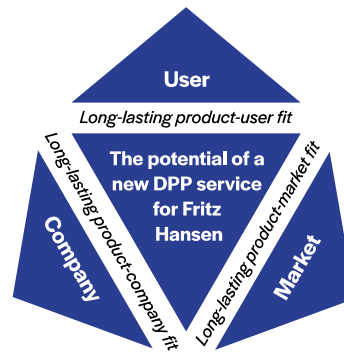 User
Long-lasting product-user fit
The potential of a
new DPP service
for Fritz
Hansen
Long-lasting product-company fit
Company
Long-lasting product-market fit
Market